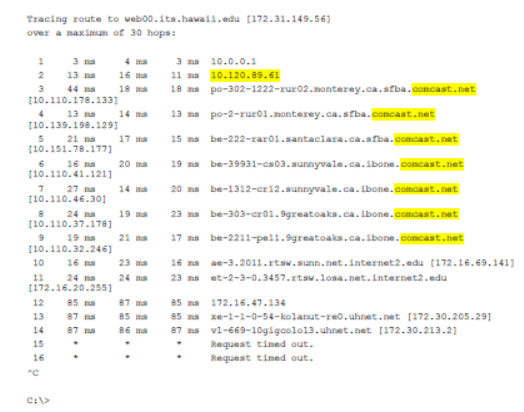 Tracing route to web00.its.hawaii.edu [172.31.149.56]
over a maximum of 30 hops:
1 3 ms 4 ms 3 ms 10.0.0.1
2 13 ms 16 ms 11 ms 10.120.89.61
3 44 ms 18 ms 18 ms po-302-1222-rur02.monterey.ca.sfba.comcast.net
[10.110.178.133]
4 13 ms 14 ms 13 ms po-2-rur01.monterey.ca.sfba.comcast.net
[10.139.198.129]
5 21 ms 17 ms 15 ms be-222-rar01.santaclara.ca.sfba.comcast.net
[10.151.78.177]
6 16 ms 20 ms 19 ms be-39931-cs03.sunnyvale.ca.ibone.comcast.net
[10.110.41.121]
7 27 ms 14 ms 20 ms be-1312-cr12.sunnyvale.ca.ibone.comcast.net
[10.110.46.30]
8 24 ms 19 ms 23 ms be-303-cr01.9greatoaks.ca.ibone.comcast.net
[10.110.37.178]
9 19 ms 21 ms 17 ms be-2211-pe11.9greatoaks.ca.ibone.comcast.net
[10.110.32.246]
10 16 ms 23 ms 16 ms ae-3.2011.rtsw.sunn.net.internet2.edu [172.16.69.141]
11 24 ms 24 ms 23 ms et-2-3-0.3457.rtsw.losa.net.internet2.edu
[172.16.20.255]
12 85 ms 87 ms 85 ms 172.16.47.134
13 87 ms 85 ms 85 ms xe-1-1-0-54-kolanut-re0.uhnet.net [172.30.205.29]
14 87 ms 86 ms 87 ms vl-669-10gigcolol3.uhnet.net [172.30.213.2]
15 * * * Request timed out.
16 * * * Request timed out.
^C
C:\>